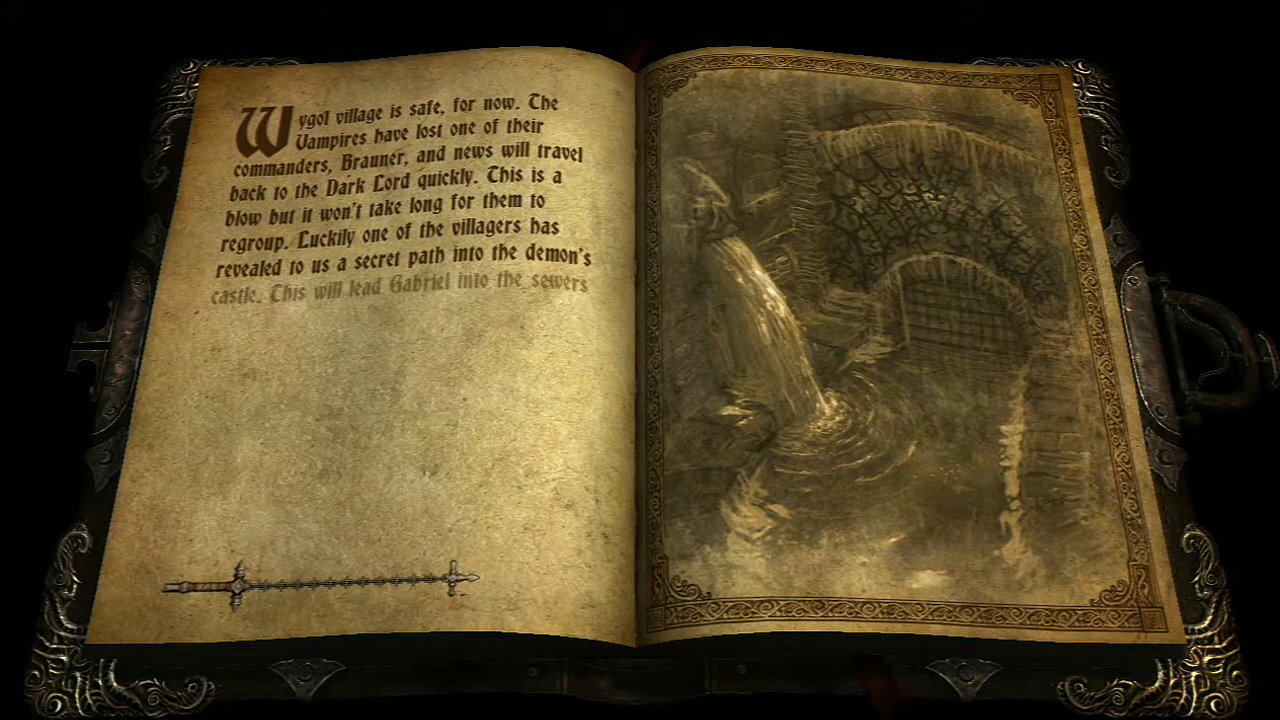 Wygol village is safe, for now. The
Vampires have lost one of their
commanders, Brauner, and news will travel
back to the Dark Lord quickly. This is a
blow but it won't take long for them to
regroup. Luckily one of the villagers has
revealed to us a secret path into the demon's
castle. This will lead Gabriel into the sewers